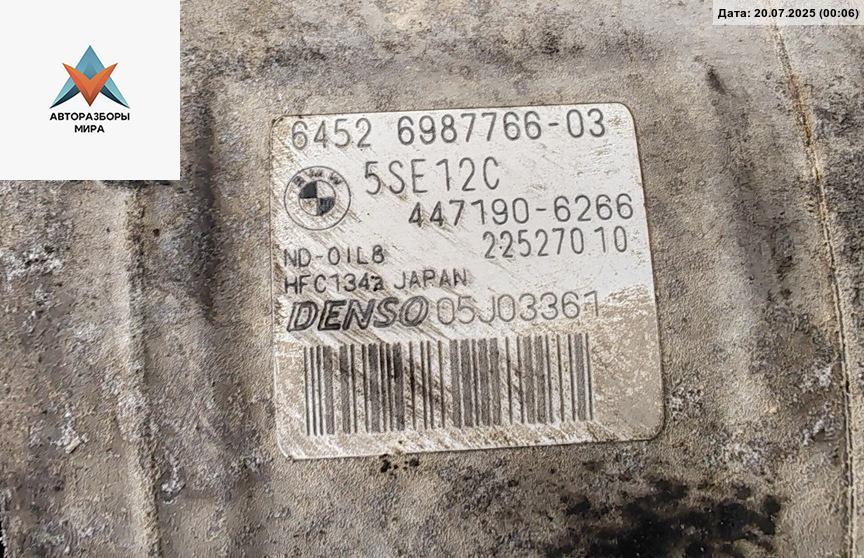 Дата: 20.07.2025 (00:06)
АВТОРАЗБОРЫ
МИРА
6452 6987766-03
BMW
5SE12C
447190-6266
22527010
ND-OIL8
HFC134a JAPAN
DENSO 05J03361